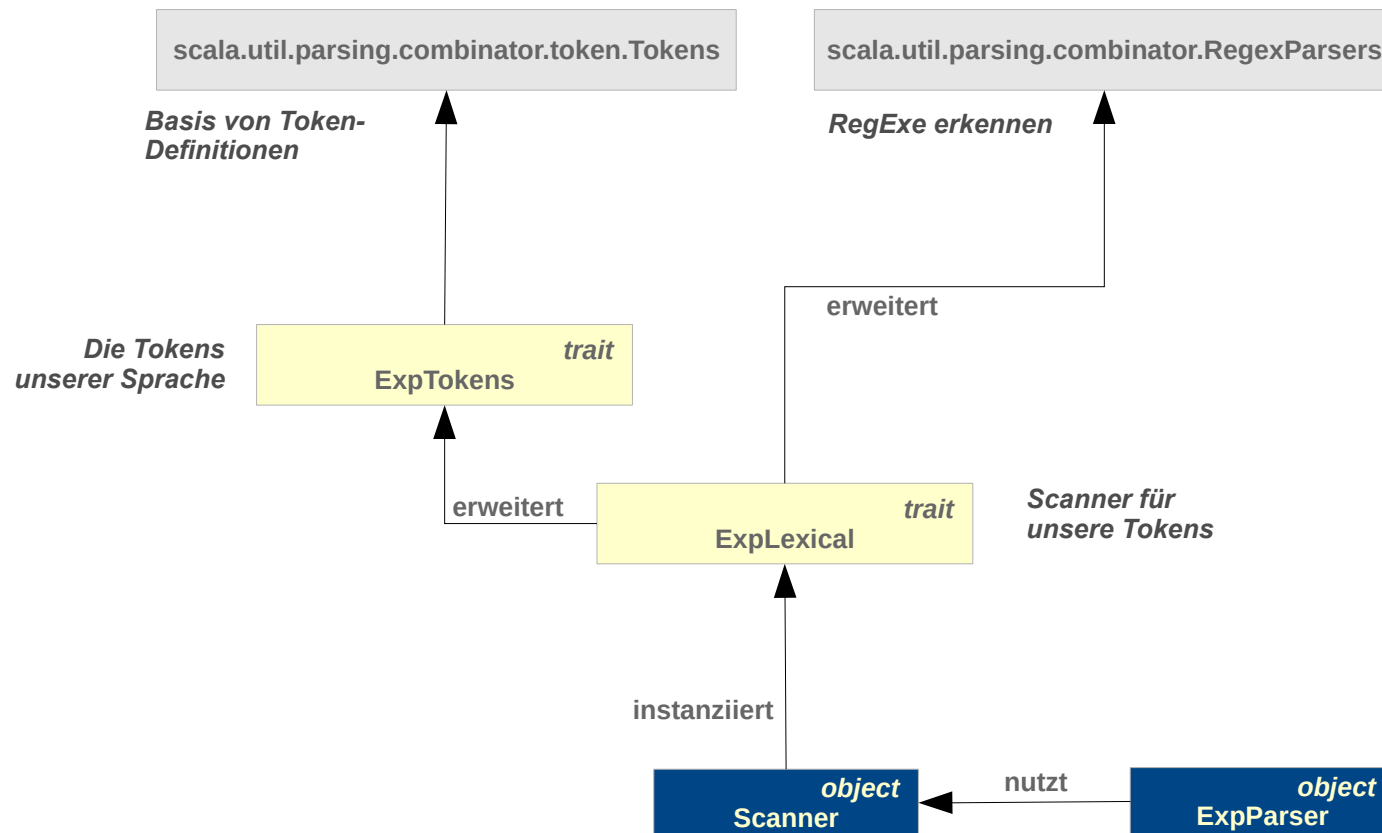 scala.util.parsing.combinator.token.Tokens
scala.util.parsing.combinator.RegexParsers
Basis von Token-
Definitionen
RegExe erkennen
erweitert
Die Tokens
unserer Sprache
trait
ExpTokens
erweitert
trait
ExpLexical
Scanner für
unsere Tokens
instanziiert
object
Scanner
nutzt
object
ExpParser